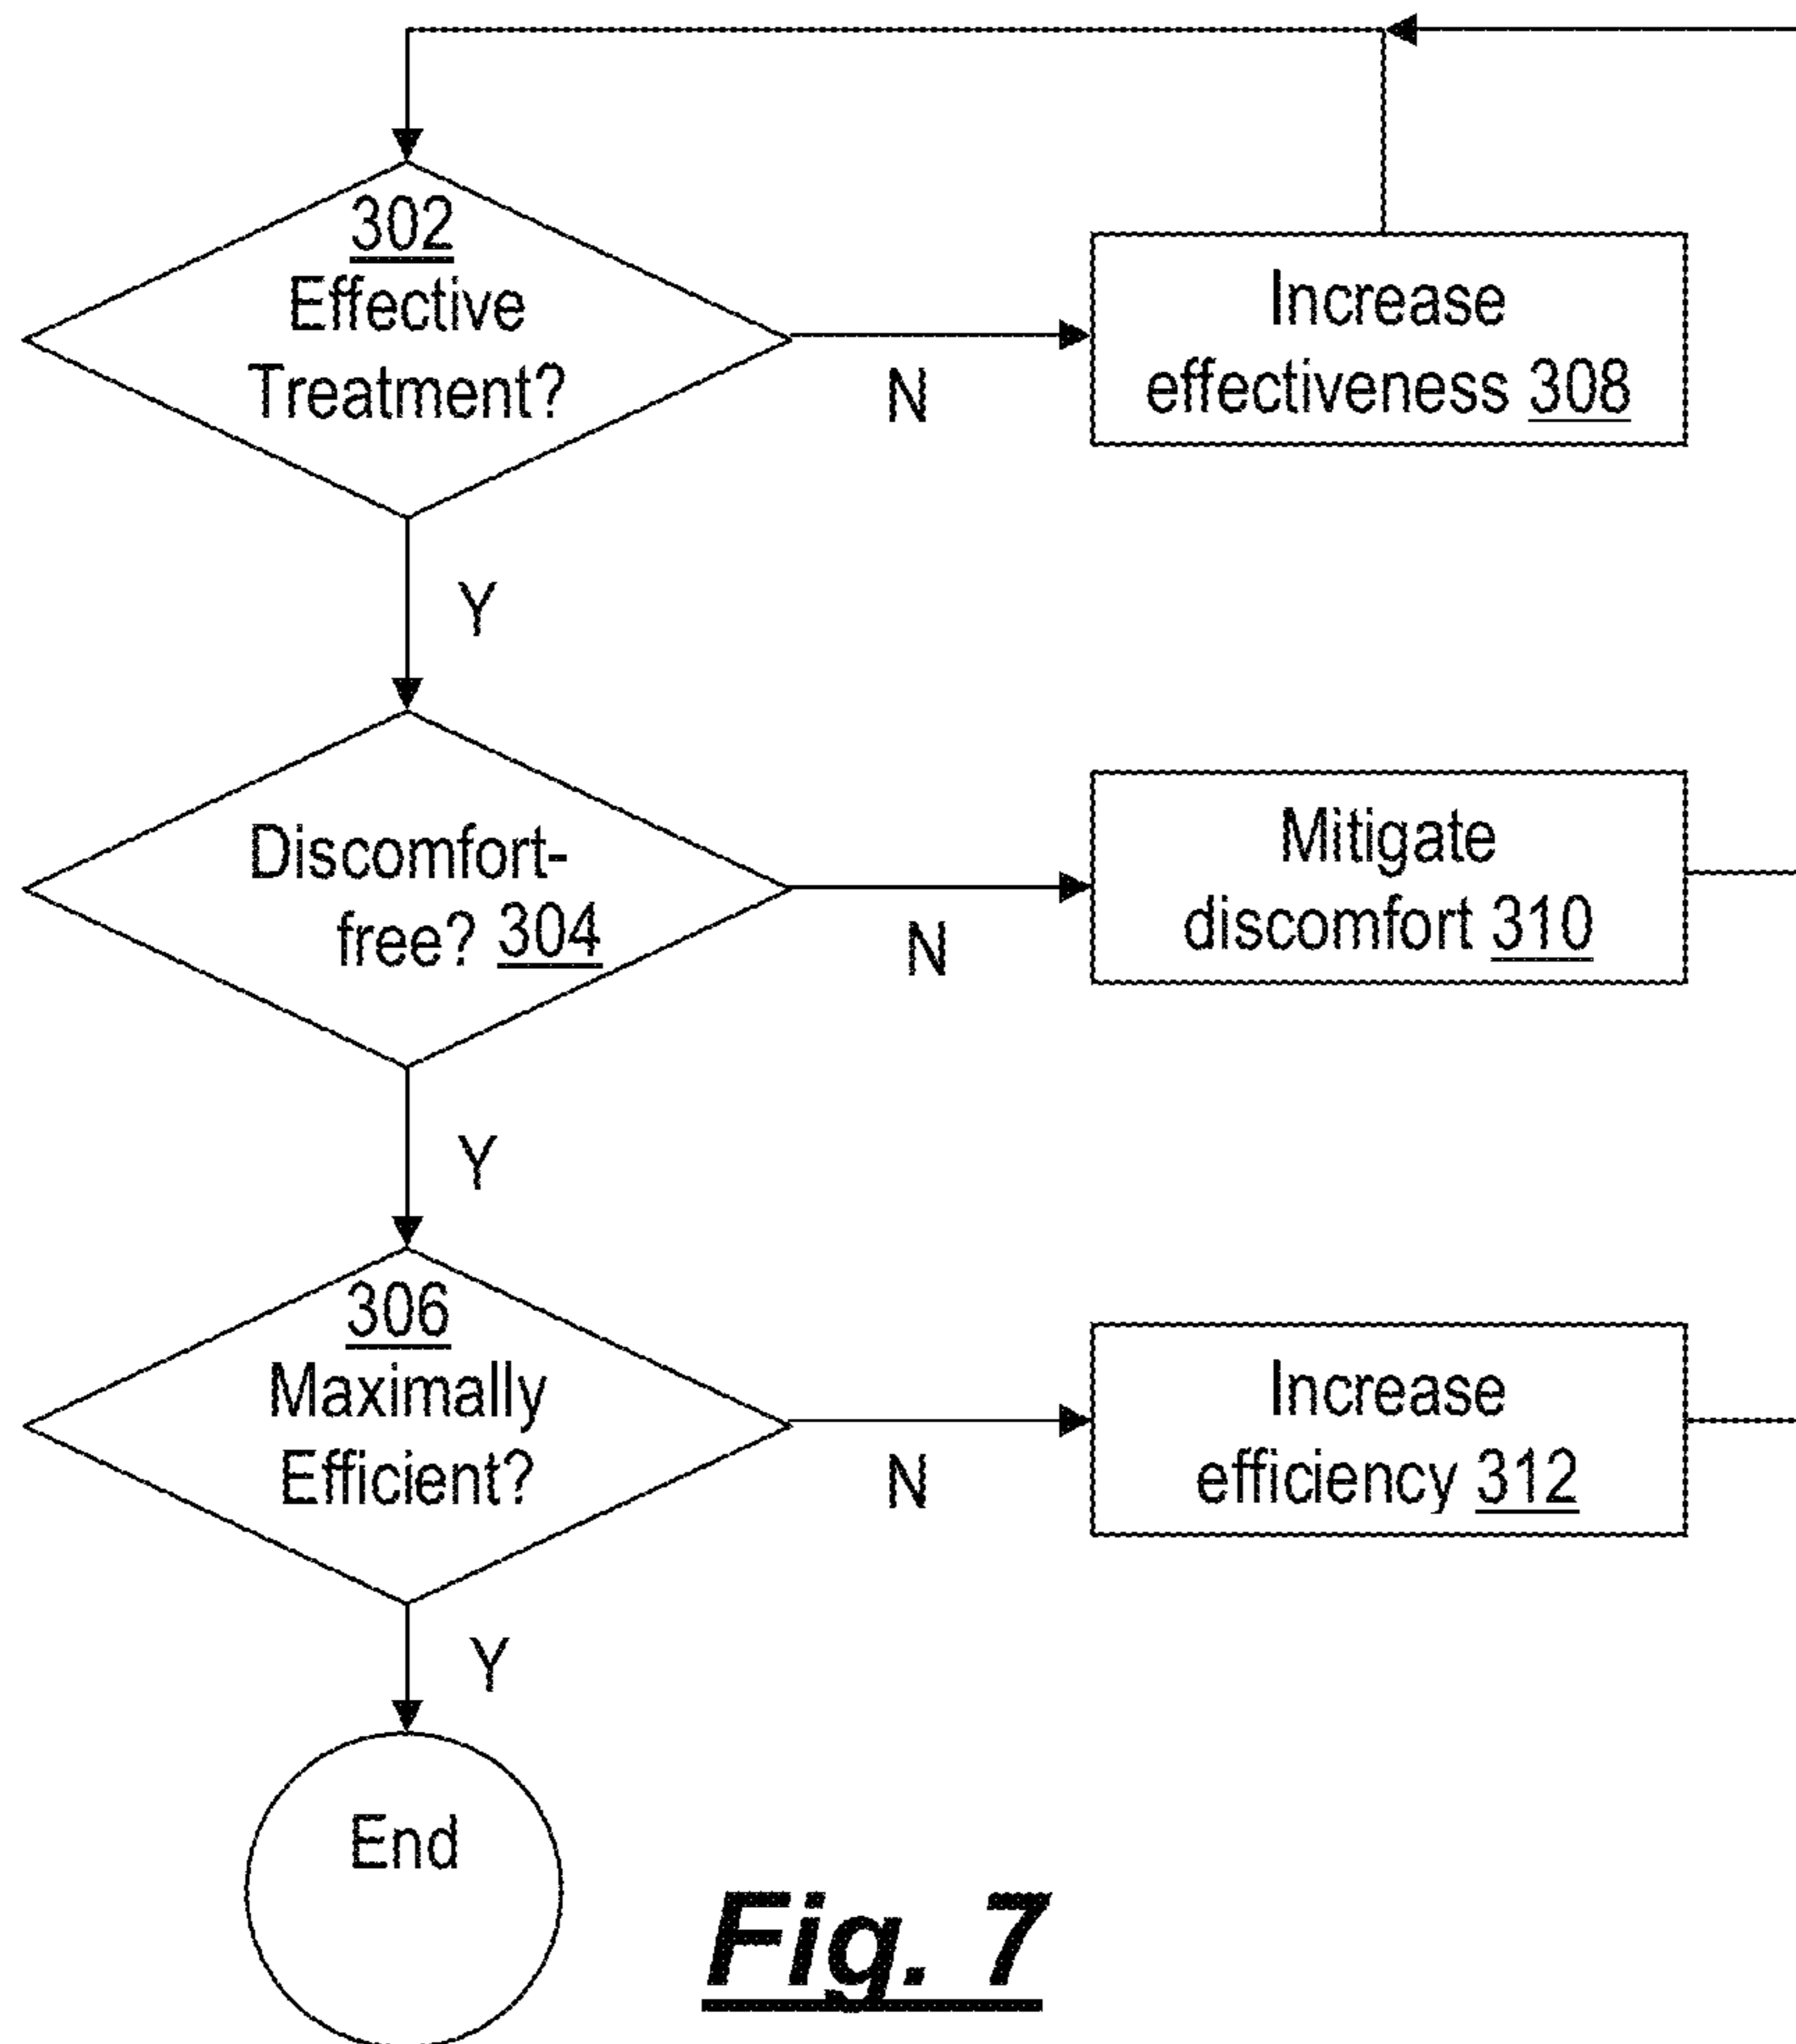 302
Effective
Treatment?
N
Increase
effectiveness 308
Y
Discomfort-
free? 304
N
Mitigate
discomfort 310
Y
306
Maximally
Efficient?
N
Increase
efficiency 312
Y
End
Fig. 7